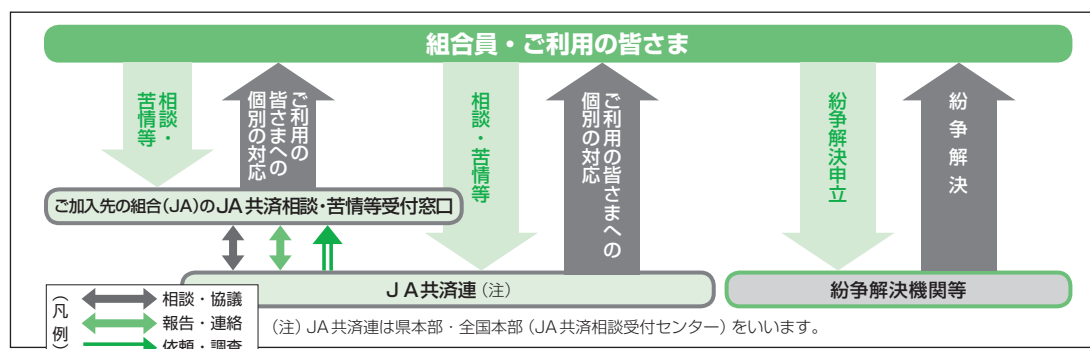 組合員・ご利用の皆さま
相談・
苦情等
ご利用の
皆さまへの
個別の対応
相談・苦情等
ご利用の皆さまへの
個別の対応
紛争解決申立
紛争解決
ご加入先の組合(JA)のJA共済相談・苦情等受付窓口
JA共済連(注)
紛争解決機関等
(凡例)
相談・協議
報告・連絡
依頼・調査
(注)JA共済連は県本部・全国本部(JA共済相談受付センター)をいいます。